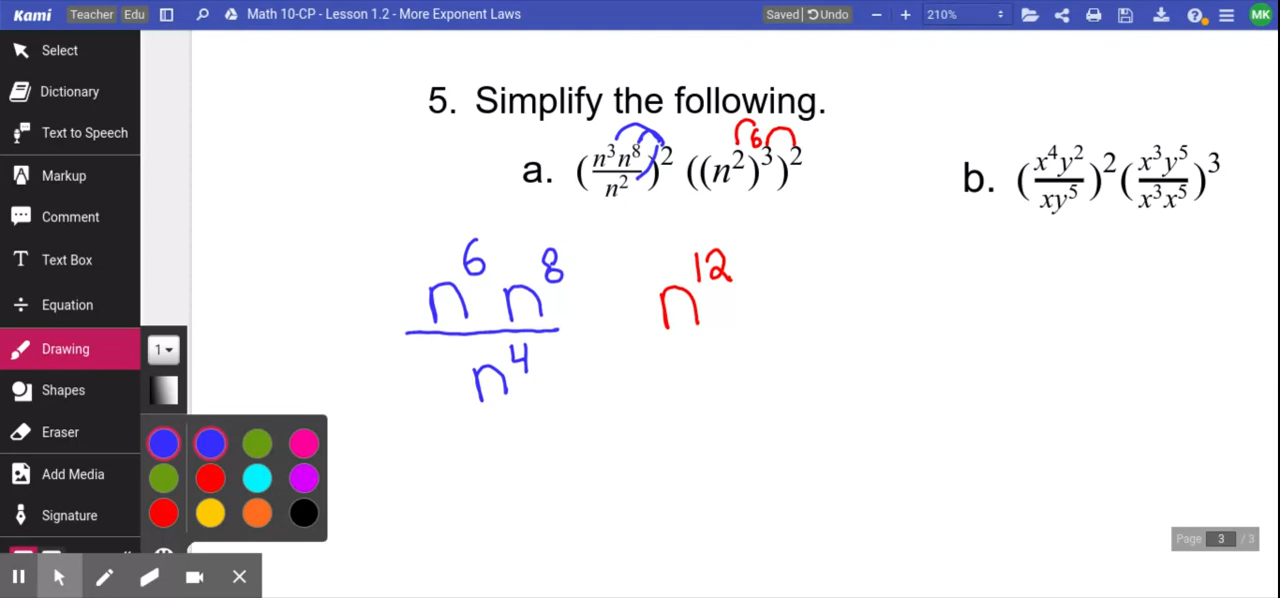 Kami Teacher Edu Math 10-CP - Lesson 1.2 - More Exponent Laws Saved Undo − + 210% MK
Select
Dictionary
Text to Speech
Markup
Comment
Text Box
Equation
Drawing
1
Shapes
Eraser
Add Media
Signature
5. Simplify the following.
6
a. (n³n⁸/n²)² ((n²)³)²
b. (x⁴y²/xy⁵)²(x³y⁵/x³x⁵)³
n⁶ n⁸ n¹²
n⁴
Page 3 / 3